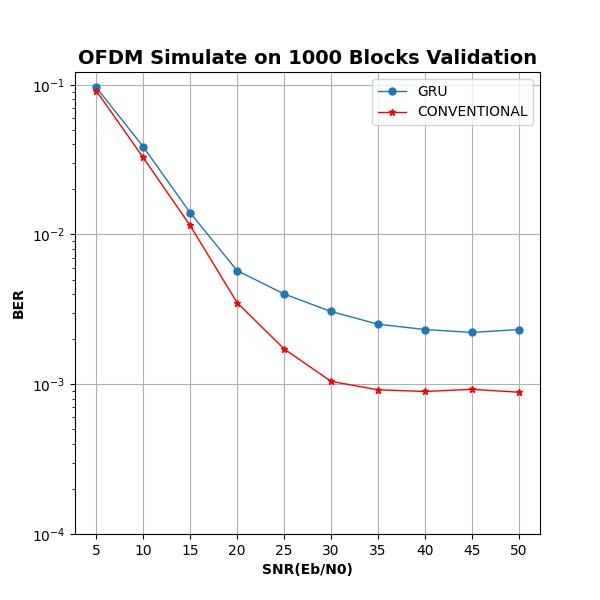 OFDM Simulate on 1000 Blocks Validation
GRU
CONVENTIONAL
10⁻¹
10⁻²
10⁻³
10⁻⁴
BER
5 10 15 20 25 30 35 40 45 50
SNR(Eb/N0)